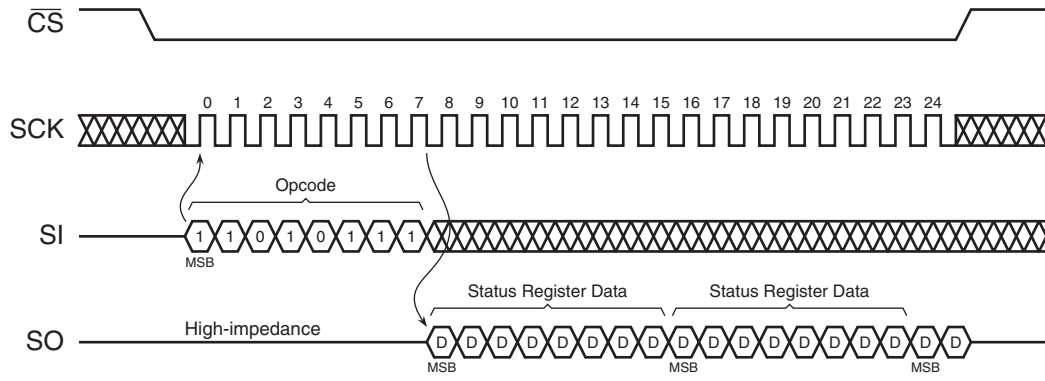 CS
0 1 2 3 4 5 6 7 8 9 10 11 12 13 14 15 16 17 18 19 20 21 22 23 24
SCK
Opcode
SI 1 1 0 1 0 1 1 1
MSB
Status Register Data Status Register Data
High-impedance
SO D D D D D D D D D D D D D D D D D D
MSB MSB MSB